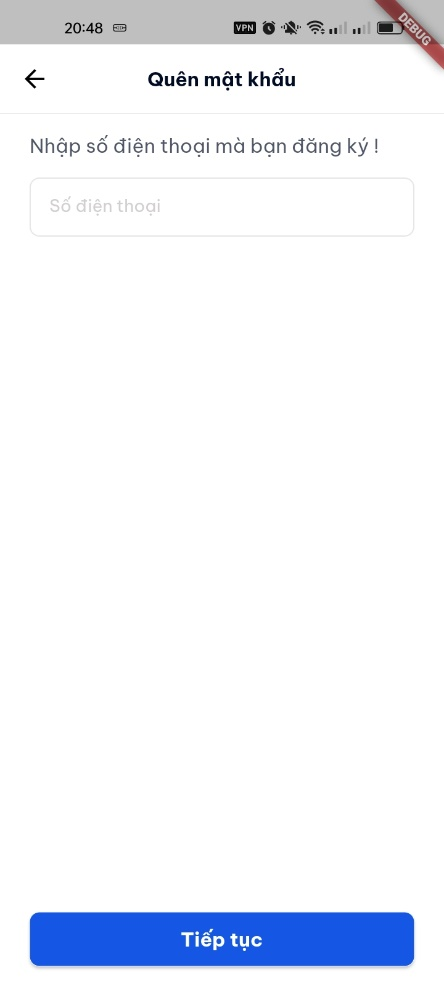 20:48
VPN
DEBUG
Quên mật khẩu
Nhập số điện thoại mà bạn đăng ký !
Số điện thoại
Tiếp tục